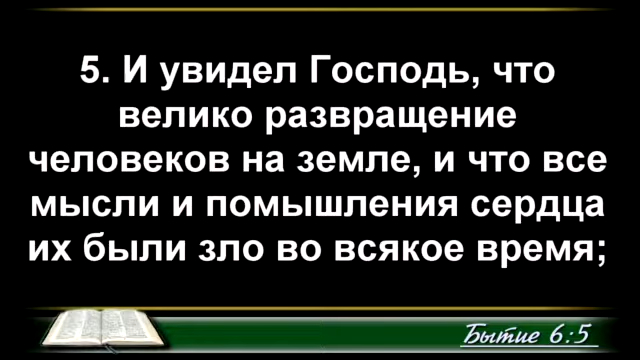 5. И увидел Господь, что
велико развращение
человеков на земле, и что все
мысли и помышления сердца
их были зло во всякое время;
Бытие 6:5